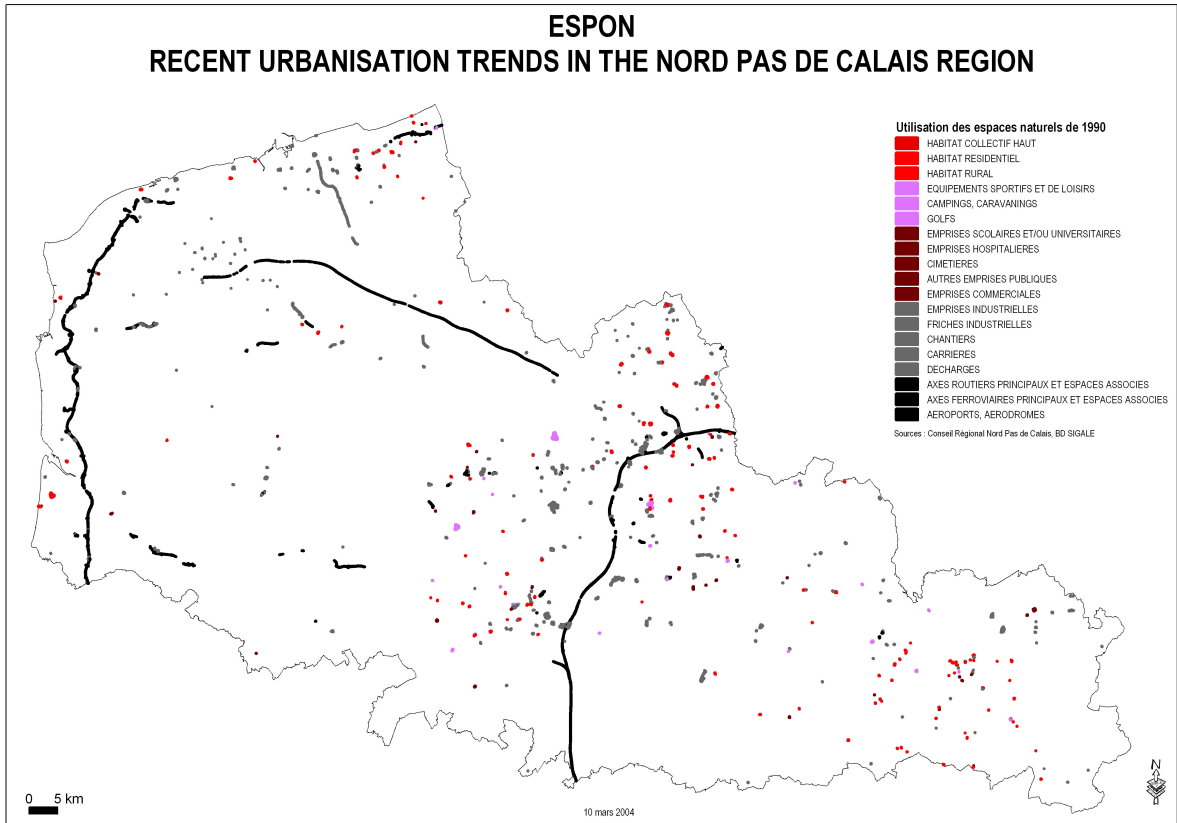 ESPON
RECENT URBANISATION TRENDS IN THE NORD PAS DE CALAIS REGION
Utilisation des espaces naturels de 1990
HABITAT COLLECTIF HAUT
HABITAT RESIDENTIEL
HABITAT RURAL
EQUIPEMENTS SPORTIFS ET DE LOISIRS
CAMPINGS, CARAVANINGS
GOLFS
EMPRISES SCOLAIRES ET/OU UNIVERSITAIRES
EMPRISES HOSPITALIERES
CIMETIERES
AUTRES EMPRISES PUBLIQUES
EMPRISES COMMERCIALES
EMPRISES INDUSTRIELLES
FRICHES INDUSTRIELLES
CHANTIERS
CARRIERES
DECHARGES
AXES ROUTIERS PRINCIPAUX ET ESPACES ASSOCIES
AXES FERROVIAIRES PRINCIPAUX ET ESPACES ASSOCIES
AEROPORTS, AERODROMES
Sources : Conseil Régional Nord Pas de Calais, BD SIGALE
N
0 5 km
10 mars 2004